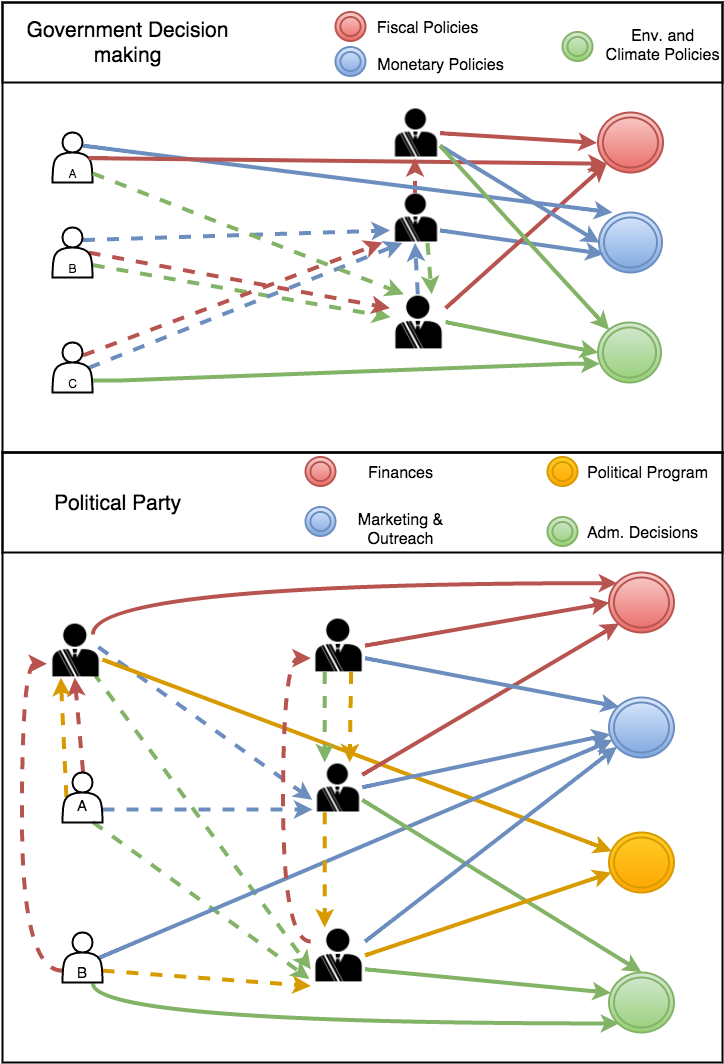 Government Decision
making
Fiscal Policies
Monetary Policies
Env. and
Climate Policies
A
B
C
Political Party
Finances
Marketing &
Outreach
Political Program
Adm. Decisions
A
B